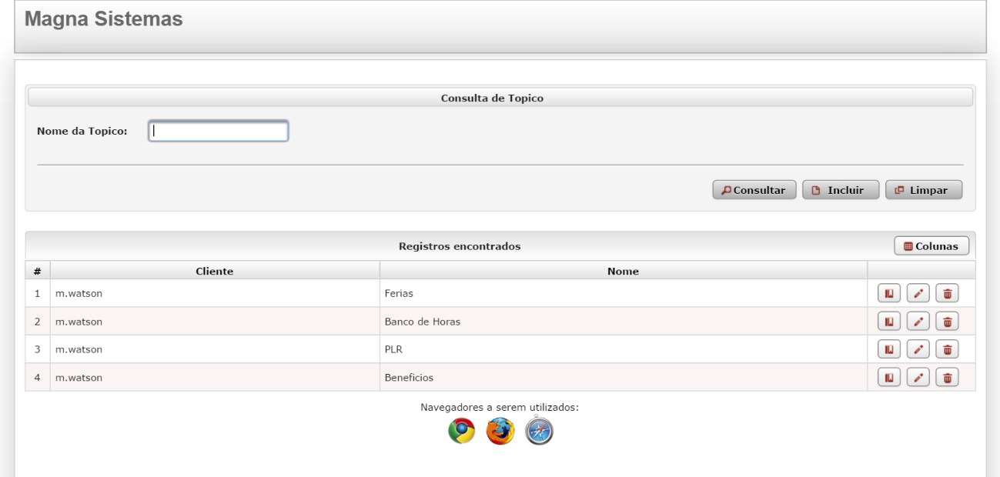 Magna Sistemas
Consulta de Topico
Nome da Topico:
Consultar Incluir Limpar
Registros encontrados Colunas
# Cliente Nome
1 m.watson Ferias
2 m.watson Banco de Horas
3 m.watson PLR
4 m.watson Beneficios
Navegadores a serem utilizados: